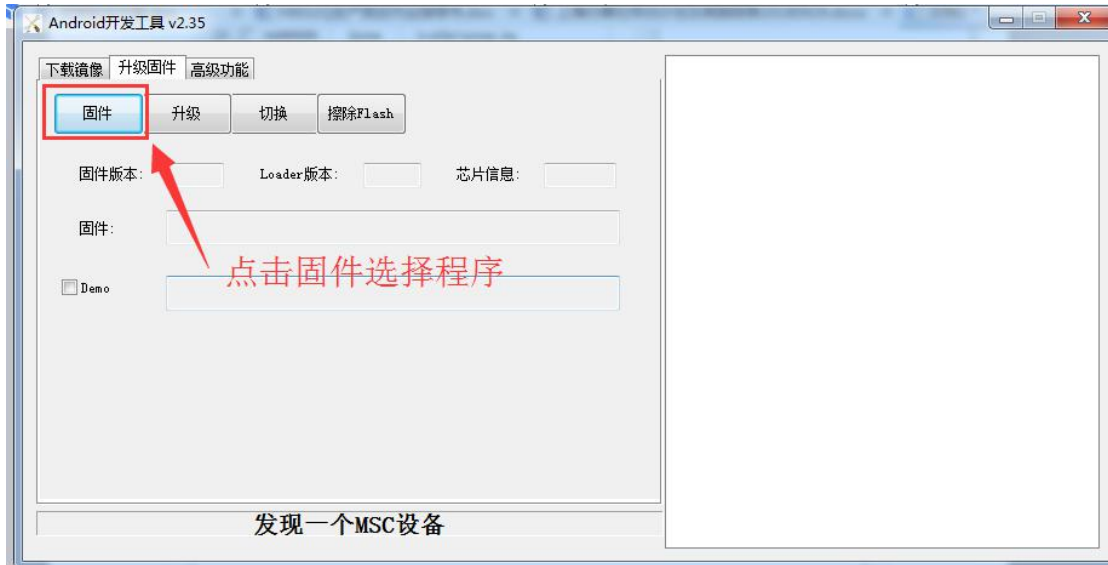 Android开发工具 v2.35
下载镜像 升级固件 高级功能
固件 升级 切换 擦除Flash
固件版本: Loader版本: 芯片信息:
固件:
点击固件选择程序
Demo
发现一个MSC设备